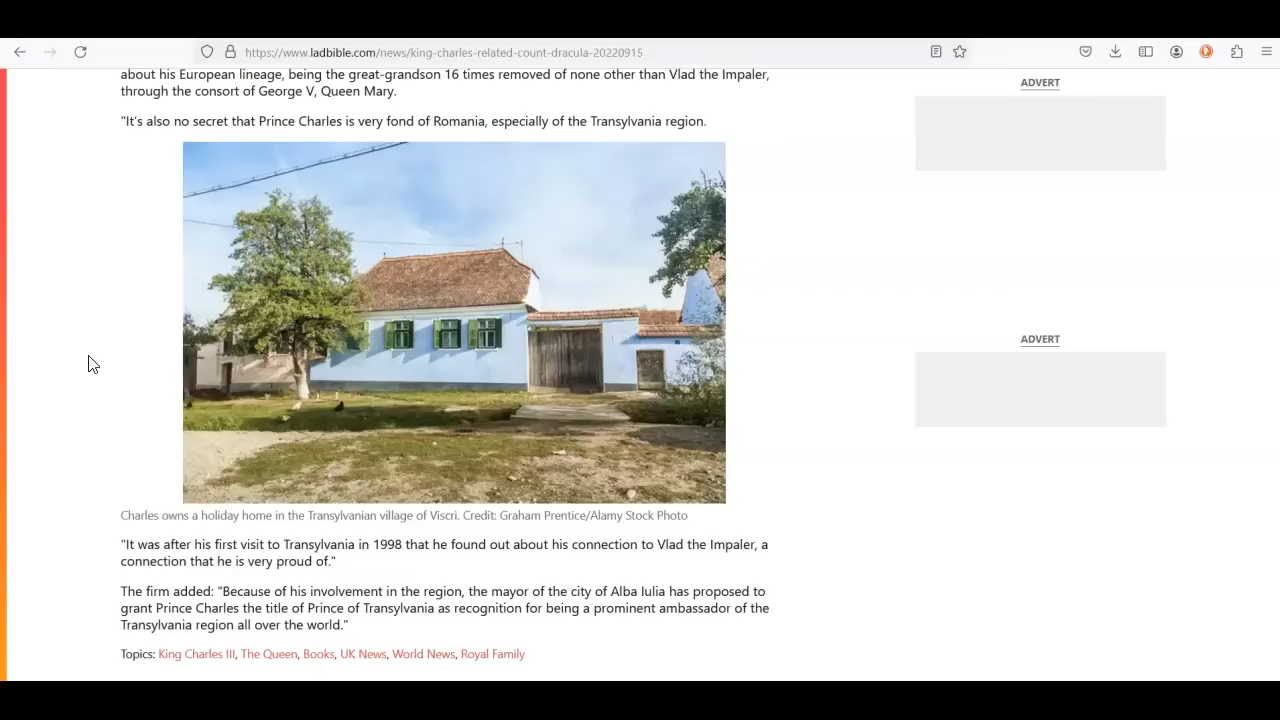 https://www.ladbible.com/news/king-charles-related-count-dracula-20220915
about his European lineage, being the great-grandson 16 times removed of none other than Vlad the Impaler,
through the consort of George V, Queen Mary.
"It's also no secret that Prince Charles is very fond of Romania, especially of the Transylvania region.
ADVERT
ADVERT
Charles owns a holiday home in the Transylvanian village of Viscri. Credit: Graham Prentice/Alamy Stock Photo
"It was after his first visit to Transylvania in 1998 that he found out about his connection to Vlad the Impaler, a
connection that he is very proud of."
The firm added: "Because of his involvement in the region, the mayor of the city of Alba Iulia has proposed to
grant Prince Charles the title of Prince of Transylvania as recognition for being a prominent ambassador of the
Transylvania region all over the world."
Topics: King Charles III, The Queen, Books, UK News, World News, Royal Family